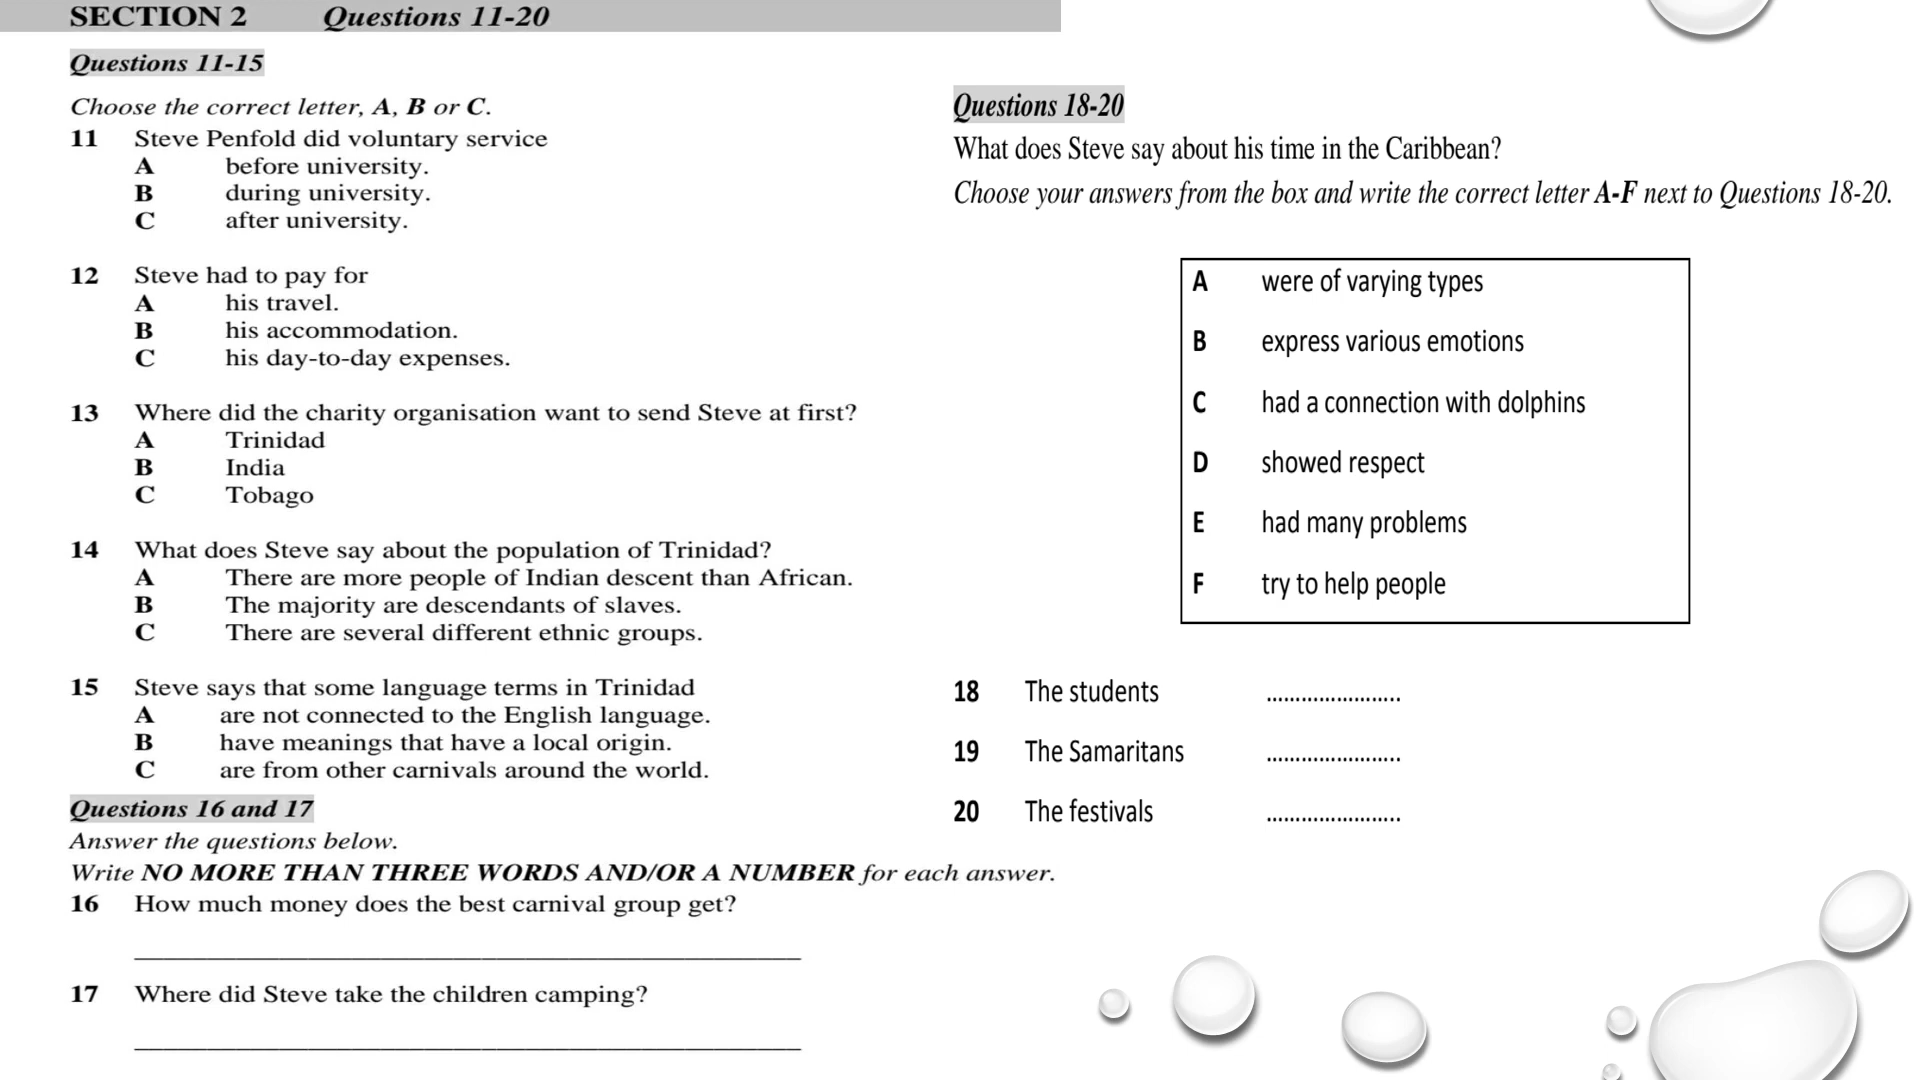 SECTION 2 Questions 11-20
Questions 11-15
Choose the correct letter, A, B or C.
11 Steve Penfold did voluntary service
A before university.
B during university.
C after university.
12 Steve had to pay for
A his travel.
B his accommodation.
C his day-to-day expenses.
13 Where did the charity organisation want to send Steve at first?
A Trinidad
B India
C Tobago
14 What does Steve say about the population of Trinidad?
A There are more people of Indian descent than African.
B The majority are descendants of slaves.
C There are several different ethnic groups.
15 Steve says that some language terms in Trinidad
A are not connected to the English language.
B have meanings that have a local origin.
C are from other carnivals around the world.
Questions 16 and 17
Answer the questions below.
Write NO MORE THAN THREE WORDS AND/OR A NUMBER for each answer.
16 How much money does the best carnival group get?
17 Where did Steve take the children camping?
Questions 18-20
What does Steve say about his time in the Caribbean?
Choose your answers from the box and write the correct letter A-F next to Questions 18-20.
A were of varying types
B express various emotions
C had a connection with dolphins
D showed respect
E had many problems
F try to help people
18 The students ........................
19 The Samaritans ........................
20 The festivals ........................